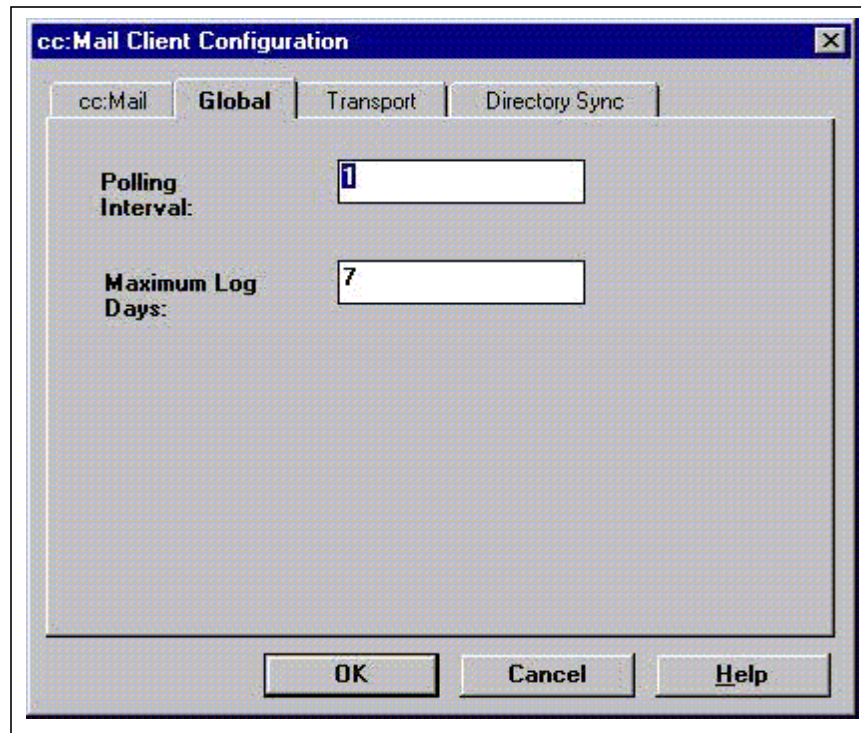 cc:Mail Client Configuration
cc:Mail Global Transport Directory Sync
Polling
Interval:
1
Maximum Log
Days:
7
OK Cancel Help